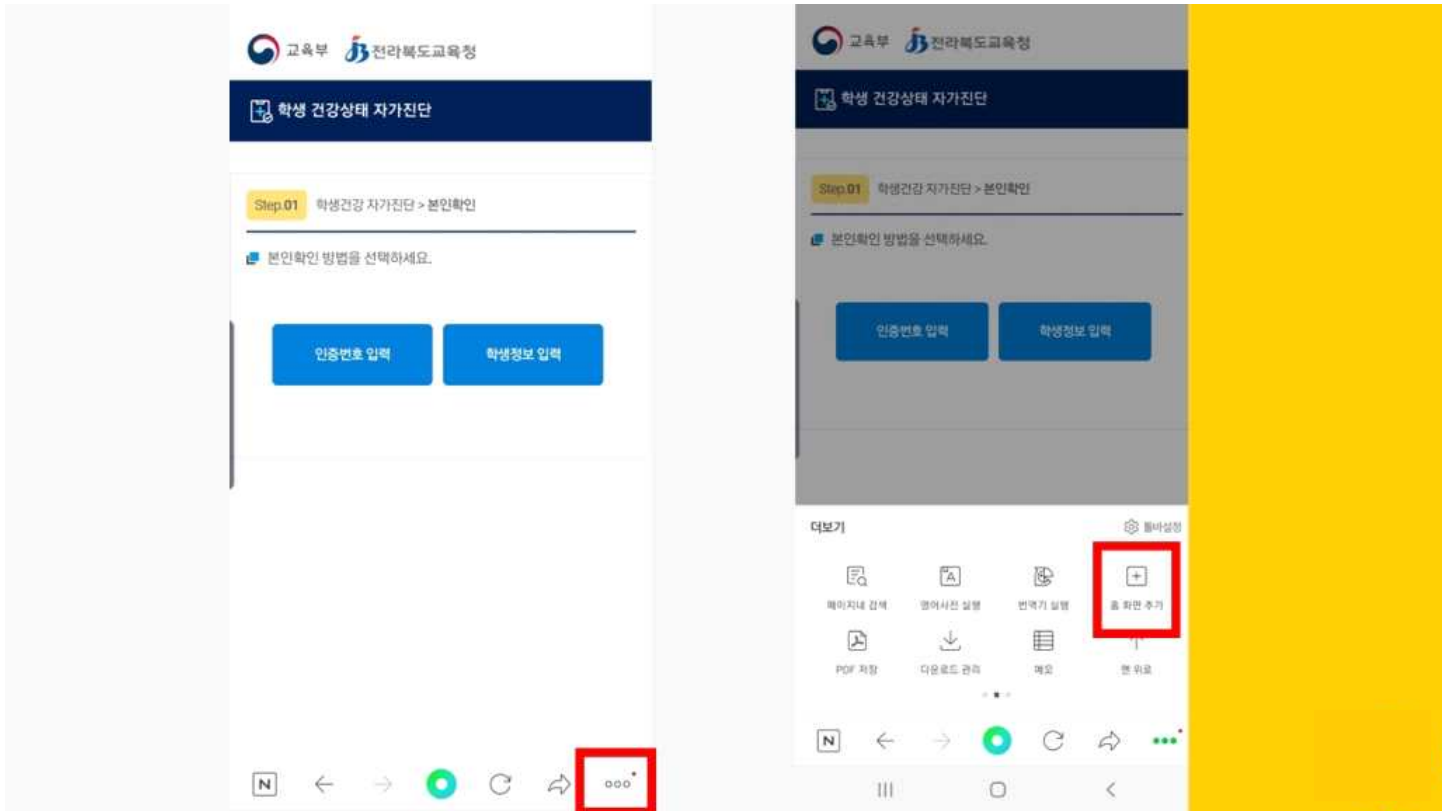 교육부 전라북도교육청
학생 건강상태 자가진단
Step.01 학생건강 자가진단 > 본인확인
본인확인 방법을 선택하세요.
인증번호 입력 학생정보 입력
N
교육부 전라북도교육청
학생 건강상태 자가진단
Step.01 학생건강 자가진단 > 본인확인
본인확인 방법을 선택하세요.
인증번호 입력 학생정보 입력
더보기 툴바설정
페이지내 검색 영어사전 실행 번역기 실행 홈 화면 추가
PDF 저장 다운로드 관리 메모 맨 위로
N